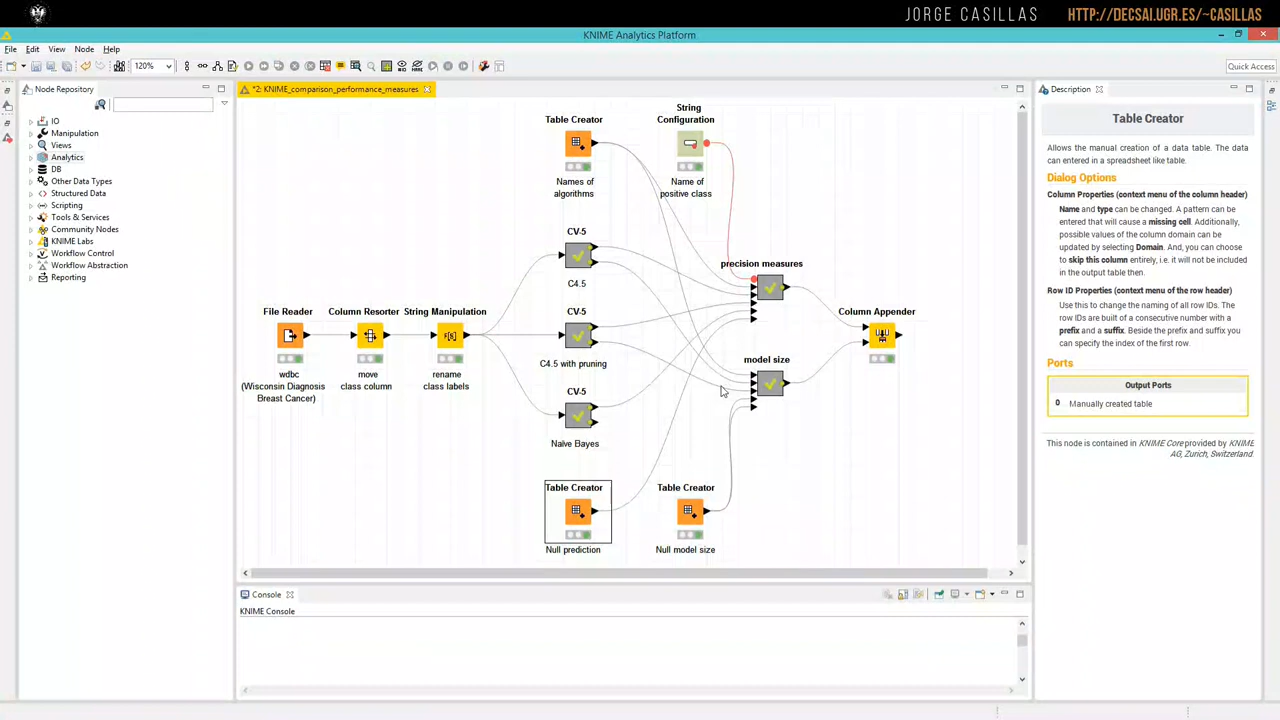 JORGE CASILLAS HTTP://DECSAI.UGR.ES/~CASILLAS
KNIME Analytics Platform
File Edit View Node Help
120%
Quick Access
Node Repository
IO
Manipulation
Views
Analytics
DB
Other Data Types
Structured Data
Scripting
Tools & Services
Community Nodes
KNIME Labs
Workflow Control
Workflow Abstraction
Reporting
*2: KNIME_comparison_performance_measures
Table Creator
Names of
algorithms
String
Configuration
Name of
positive class
CV-5
C4.5
precision measures
File Reader
wdbc
(Wisconsin Diagnosis
Breast Cancer)
Column Resorter
move
class column
String Manipulation
rename
class labels
CV-5
C4.5 with pruning
Column Appender
model size
CV-5
Naïve Bayes
Table Creator
Null prediction
Table Creator
Null model size
Console
KNIME Console
Description
Table Creator
Allows the manual creation of a data table. The data
can entered in a spreadsheet like table.
Dialog Options
Column Properties (context menu of the column header)
Name and type can be changed. A pattern can be
entered that will cause a missing cell. Additionally,
possible values of the column domain can be
updated by selecting Domain. And, you can choose
to skip this column entirely, i.e. it will not be included
in the output table then.
Row ID Properties (context menu of the row header)
Use this to change the naming of all row IDs. The
row IDs are built of a consecutive number with a
prefix and a suffix. Beside the prefix and suffix you
can specify the index of the first row.
Ports
Output Ports
0 Manually created table
This node is contained in KNIME Core provided by KNIME
AG, Zurich, Switzerland.